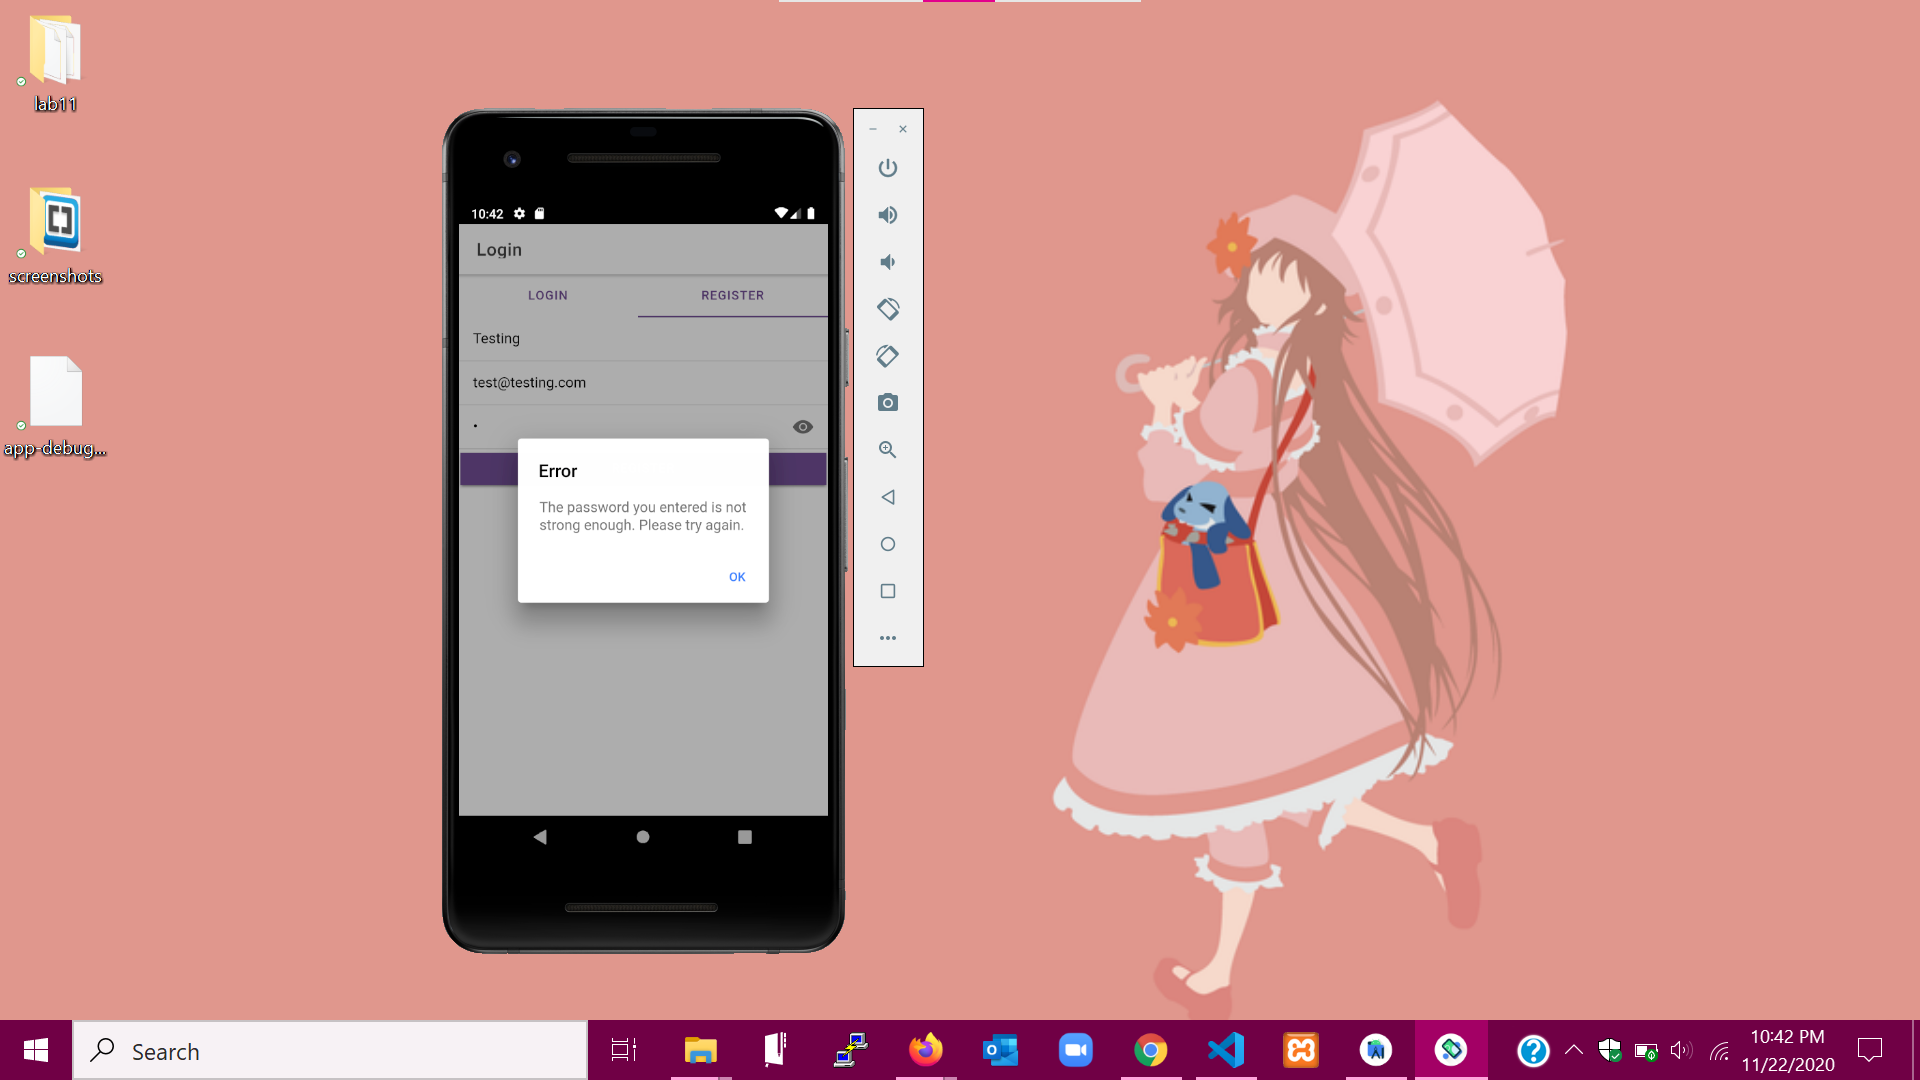 lab11
screenshots
app-debug...
10:42
Login
LOGIN
REGISTER
Testing
test@testing.com
Error
The password you entered is not
strong enough. Please try again.
OK
Search
10:42 PM
11/22/2020